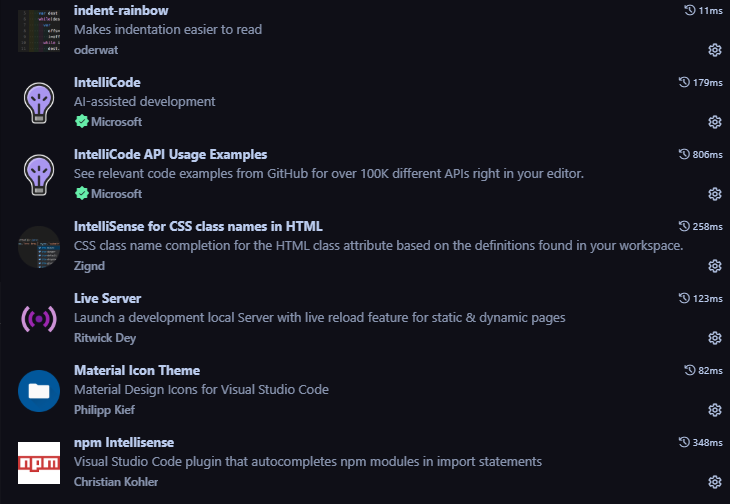 indent-rainbow
11ms
Makes indentation easier to read
oderwat
IntelliCode
179ms
AI-assisted development
Microsoft
IntelliCode API Usage Examples
806ms
See relevant code examples from GitHub for over 100K different APIs right in your editor.
Microsoft
IntelliSense for CSS class names in HTML
258ms
CSS class name completion for the HTML class attribute based on the definitions found in your workspace.
Zignd
Live Server
123ms
Launch a development local Server with live reload feature for static & dynamic pages
Ritwick Dey
Material Icon Theme
82ms
Material Design Icons for Visual Studio Code
Philipp Kief
npm Intellisense
348ms
npm
Visual Studio Code plugin that autocompletes npm modules in import statements
Christian Kohler